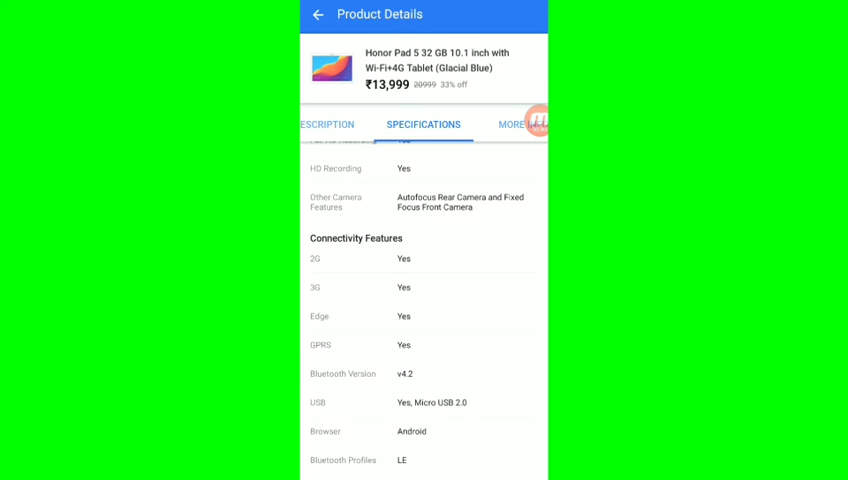 Product Details
Honor Pad 5 32 GB 10.1 inch with
Wi-Fi+4G Tablet (Glacial Blue)
₹13,999 20999 33% off
ESCRIPTION SPECIFICATIONS MORE
HD Recording Yes
Other Camera Features Autofocus Rear Camera and Fixed
Focus Front Camera
Connectivity Features
2G Yes
3G Yes
Edge Yes
GPRS Yes
Bluetooth Version v4.2
USB Yes, Micro USB 2.0
Browser Android
Bluetooth Profiles LE